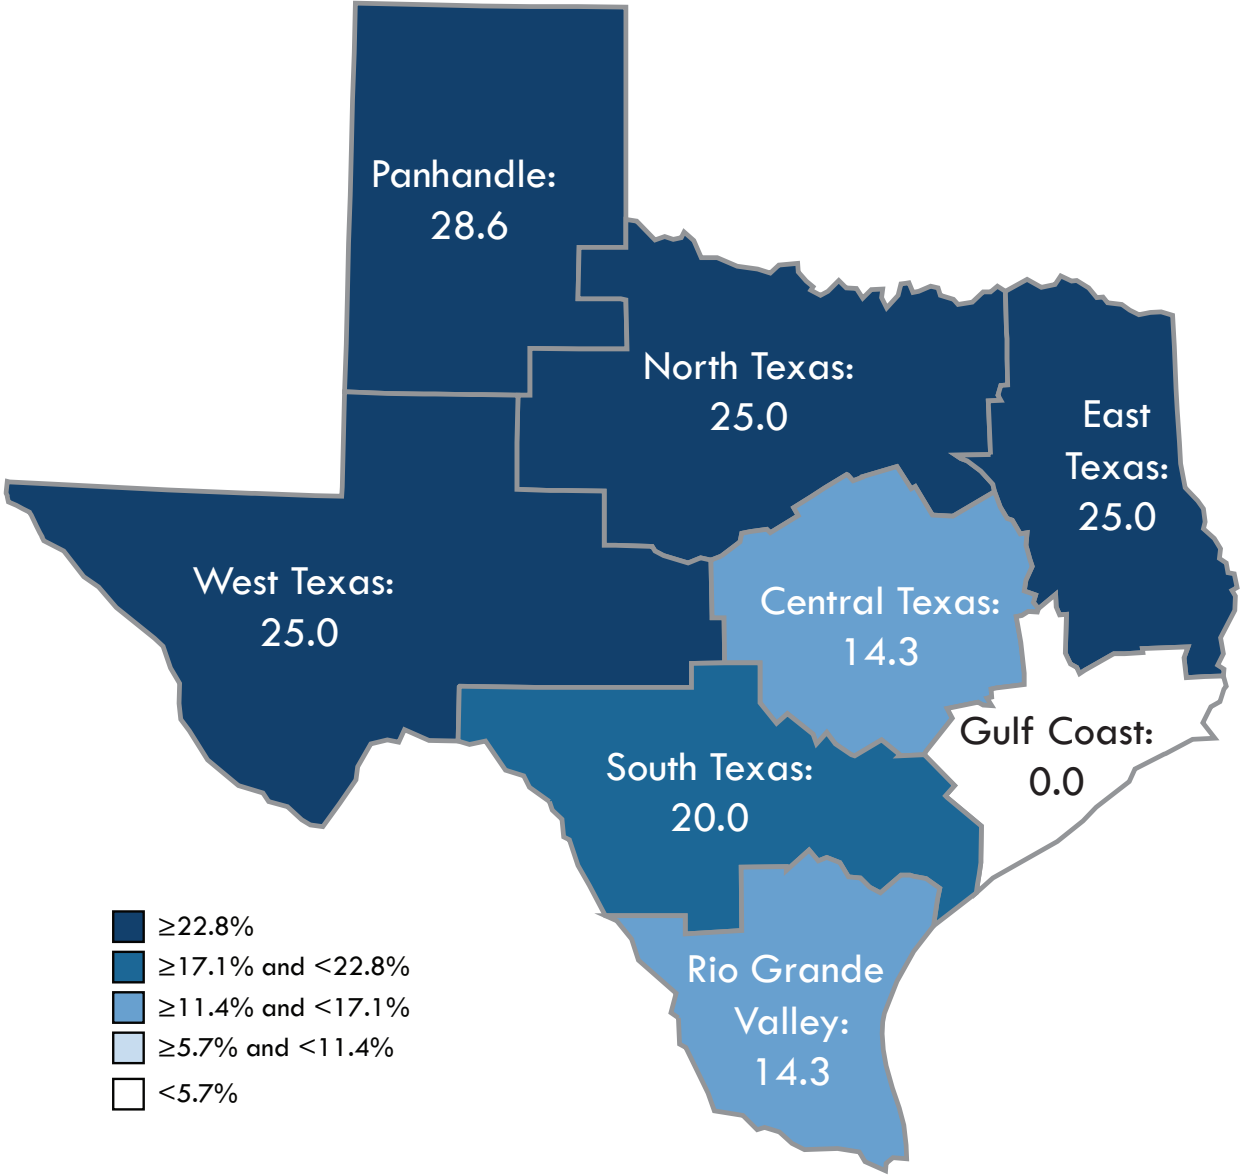 Panhandle:
28.6
North Texas:
25.0
East
Texas:
25.0
West Texas:
25.0
Central Texas:
14.3
Gulf Coast:
0.0
South Texas:
20.0
Rio Grande
Valley:
14.3
≥22.8%
≥17.1% and <22.8%
≥11.4% and <17.1%
≥5.7% and <11.4%
<5.7%